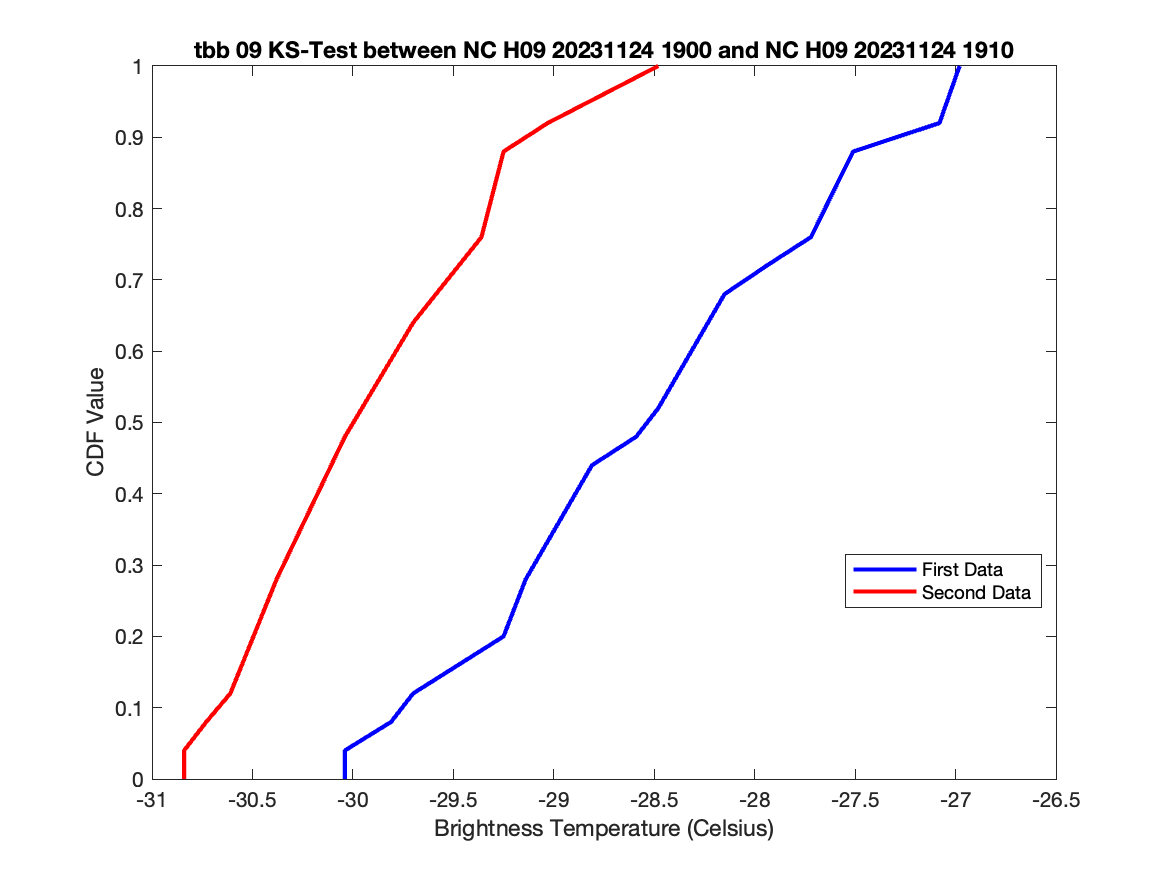 tbb 09 KS-Test between NC H09 20231124 1900 and NC H09 20231124 1910
1
0.9
0.8
0.7
0.6
0.5
0.4
0.3
0.2
0.1
0
CDF Value
First Data
Second Data
-31 -30.5 -30 -29.5 -29 -28.5 -28 -27.5 -27 -26.5
Brightness Temperature (Celsius)